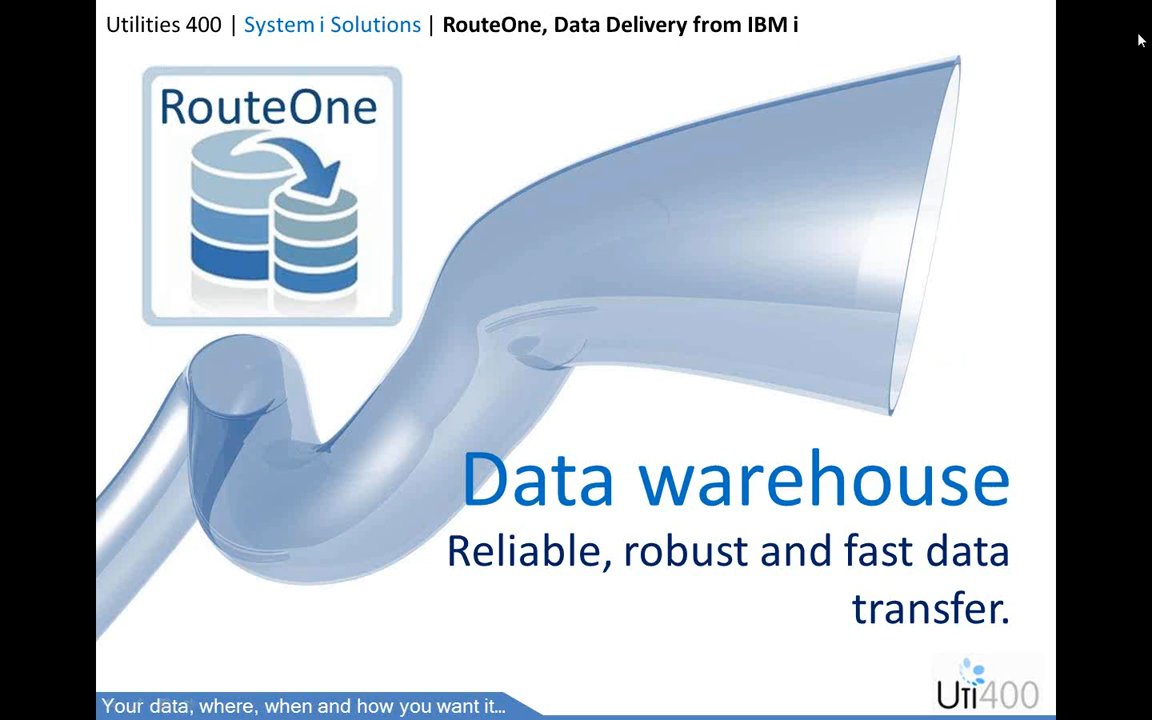 Utilities 400 | System i Solutions | RouteOne, Data Delivery from IBM i
RouteOne
Data warehouse
Reliable, robust and fast data
transfer.
Your data, where, when and how you want it...
Uti400